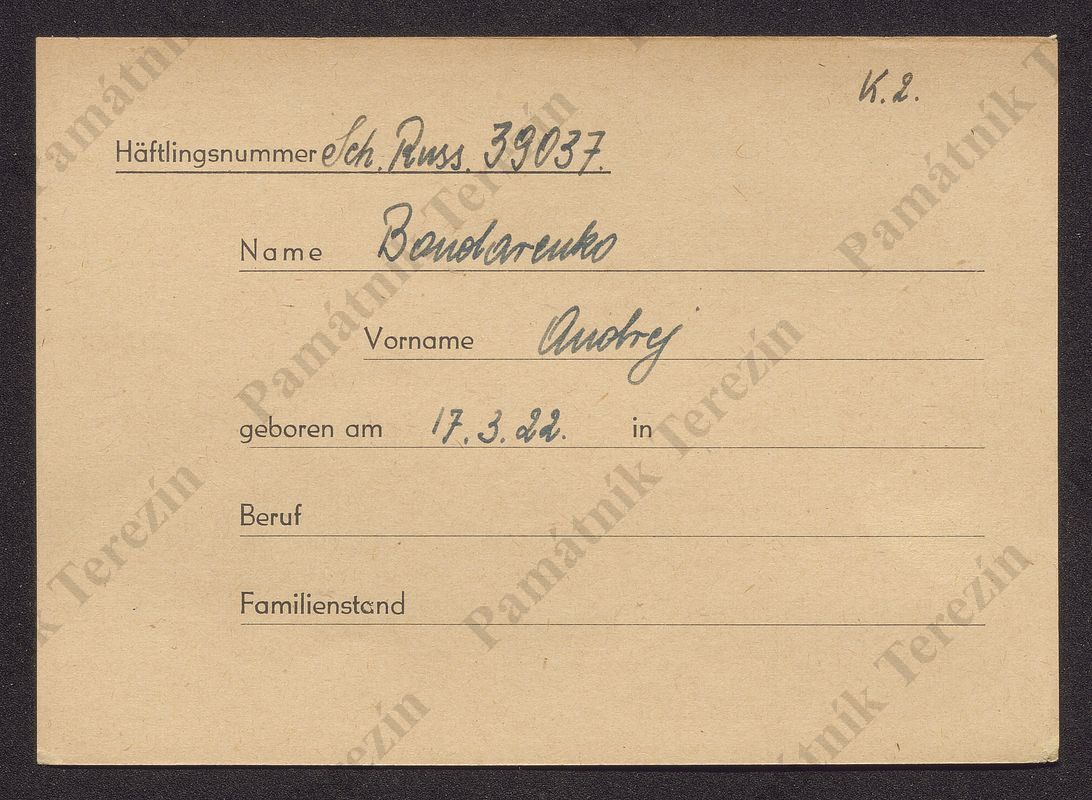 K. 2.
Häftlingsnummer Sch. Russ. 39037.
Name Bondarenko
Vorname Andrej
geboren am 17. 3. 22. in
Beruf
Familienstand
Památník Terezín